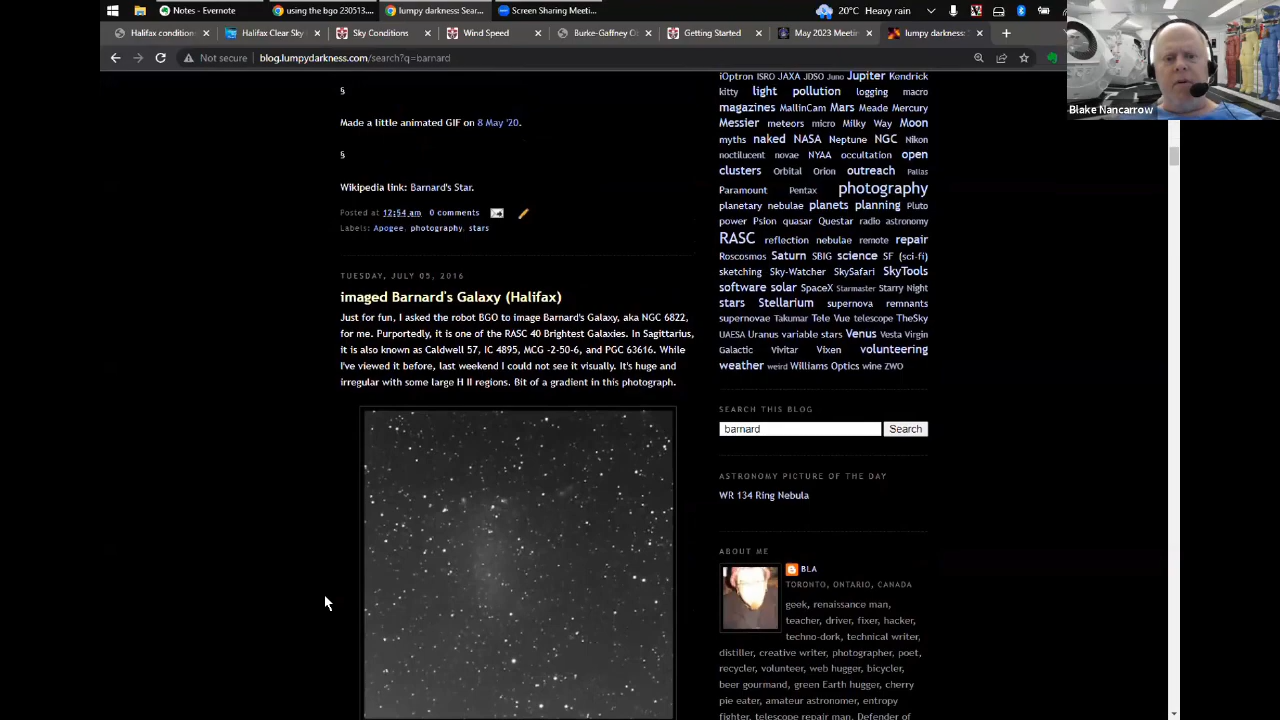 Notes - Evernote
using the bgo 230513....
lumpy darkness Sear...
Screen Sharing Meeti...
20°C Heavy rain
Halifax condition
Halifax Clear Sky
Sky Conditions
Wind Speed
Burke-Gaffney O
Getting Started
May 2023 Meetin
lumpy darkness
Not secure
blog.lumpydarkness.com/search?q=barnard
Blake Nancarrow
§
Made a little animated GIF on 8 May '20.
§
Wikipedia link: Barnard's Star.
Posted at 12:54 am 0 comments
Labels: Apogee, photography, stars
TUESDAY, JULY 05, 2016
imaged Barnard's Galaxy (Halifax)
Just for fun, I asked the robot BGO to image Barnard's Galaxy, aka NGC 6822,
for me. Purportedly, it is one of the RASC 40 Brightest Galaxies. In Sagittarius,
it is also known as Caldwell 57, IC 4895, MCG -2-50-6, and PGC 63616. While
I've viewed it before, last weekend I could not see it visually. It's huge and
irregular with some large H II regions. Bit of a gradient in this photograph.
iOptron ISRO JAXA JDSO Juno Jupiter Kendrick
kitty light pollution logging macro
magazines MallinCam Mars Meade Mercury
Messier meteors micro Milky Way Moon
myths naked NASA Neptune NGC Nikon
noctilucent novae NYAA occultation open
clusters Orbital Orion outreach Pallas
Paramount Pentax photography
planetary nebulae planets planning Pluto
power Psion quasar Questar radio astronomy
RASC reflection nebulae remote repair
Roscosmos Saturn SBIG science SF (sci-fi)
sketching Sky-Watcher SkySafari SkyTools
software solar SpaceX Starmaster Starry Night
stars Stellarium supernova remnants
supernovae Takumar Tele Vue telescope TheSky
UAESA Uranus variable stars Venus Vesta Virgin
Galactic Vivitar Vixen volunteering
weather weird Williams Optics wine ZWO
SEARCH THIS BLOG
barnard
Search
ASTRONOMY PICTURE OF THE DAY
WR 134 Ring Nebula
ABOUT ME
BLA
TORONTO, ONTARIO, CANADA
geek, renaissance man,
teacher, driver, fixer, hacker,
techno-dork, technical writer,
distiller, creative writer, photographer, poet,
recycler, volunteer, web hugger, bicycler,
beer gourmand, green Earth hugger, cherry
pie eater, amateur astronomer, entropy
fighter, telescope repair man. Defender of